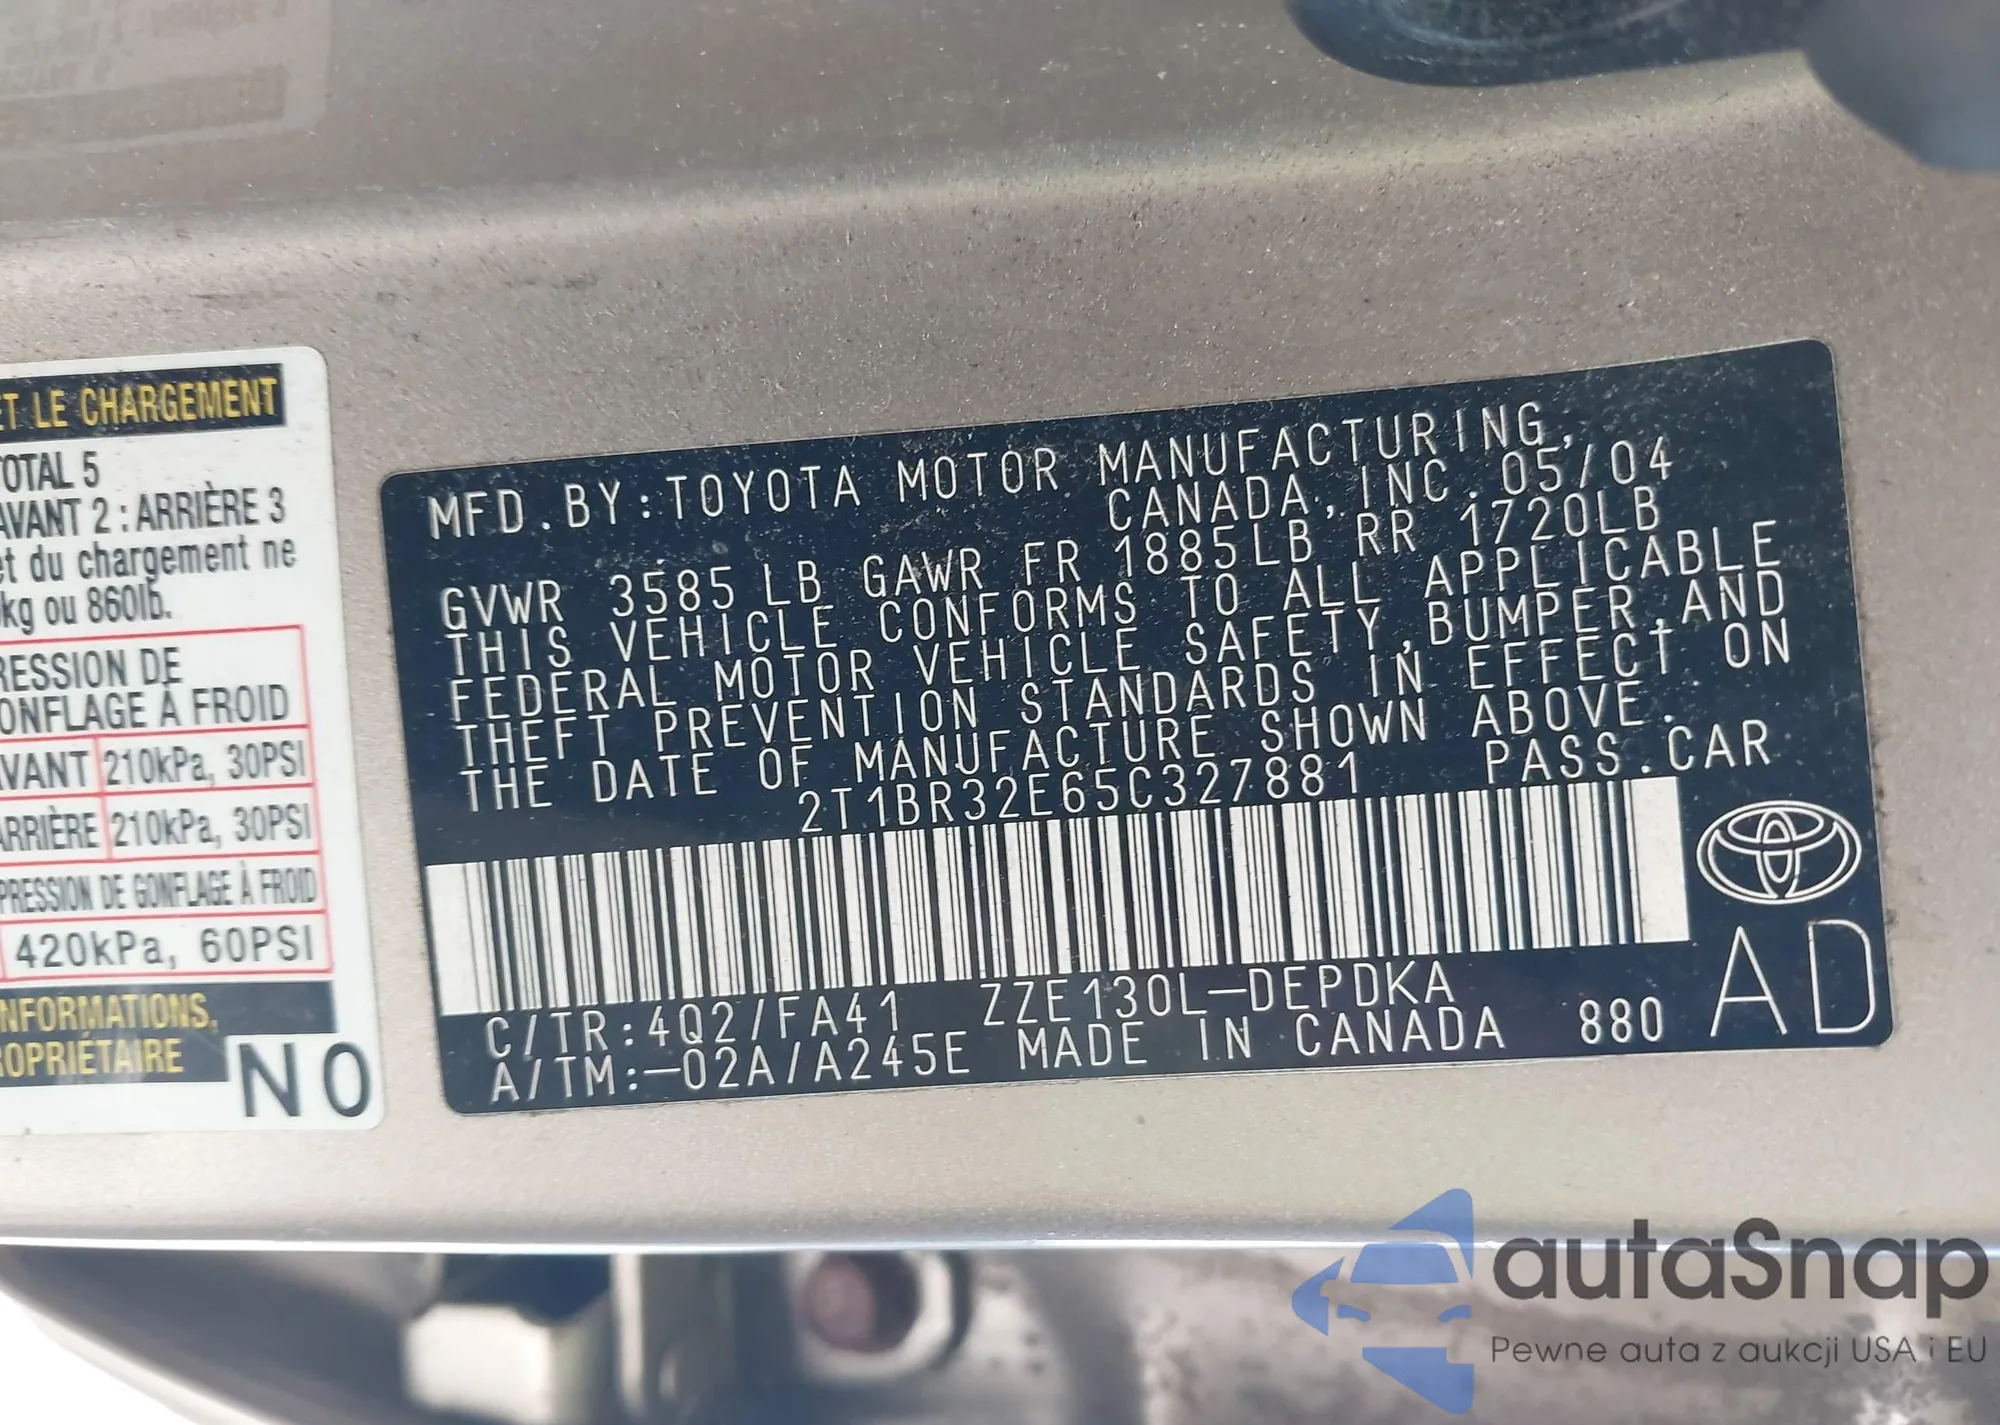 ET LE CHARGEMENT
TOTAL 5
AVANT 2 : ARRIÈRE 3
et du chargement ne
kg ou 860lb.
RESSION DE
ONFLAGE À FROID
AVANT 210kPa, 30PSI
ARRIÈRE 210kPa, 30PSI
PRESSION DE GONFLAGE À FROID
420kPa, 60PSI
NFORMATIONS,
ROPRIÉTAIRE
N0
MFD.BY:TOYOTA MOTOR MANUFACTURING,
CANADA,INC.05/04
GVWR 3585LB GAWR FR 1885LB RR 1720LB
THIS VEHICLE CONFORMS TO ALL APPLICABLE
FEDERAL MOTOR VEHICLE SAFETY,BUMPER,AND
THEFT PREVENTION STANDARDS IN EFFECT ON
THE DATE OF MANUFACTURE SHOWN ABOVE.
2T1BR32E65C327881 PASS.CAR
C/TR:4Q2/FA41 ZZE130L-DEPDKA
A/TM:-02A/A245E MADE IN CANADA 880
AD
autaSnap
Pewne auta z aukcji USA i EU